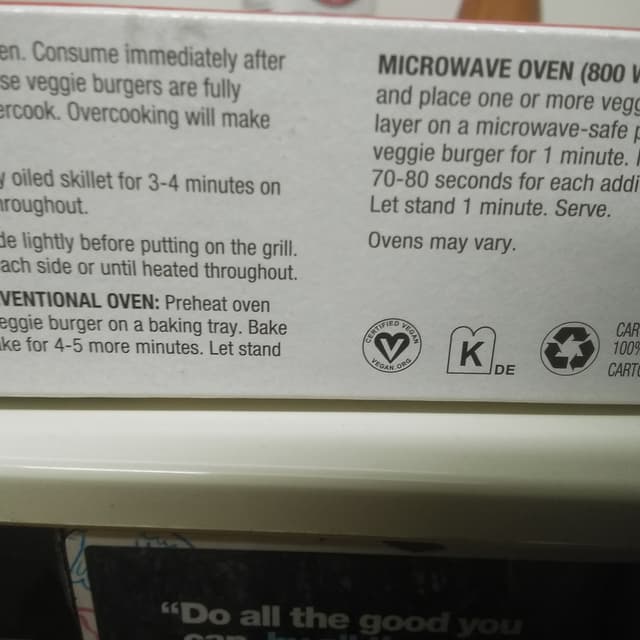 en. Consume immediately after
se veggie burgers are fully
ercook. Overcooking will make
y oiled skillet for 3-4 minutes on
hroughout.
de lightly before putting on the grill.
ach side or until heated throughout.
VENTIONAL OVEN: Preheat oven
eggie burger on a baking tray. Bake
ke for 4-5 more minutes. Let stand
MICROWAVE OVEN (800 W
and place one or more vegg
layer on a microwave-safe p
veggie burger for 1 minute.
70-80 seconds for each addi
Let stand 1 minute. Serve.
Ovens may vary.
CERTIFIED VEGAN
VEGAN.ORG
K DE
CAR
100%
CARTO
“Do all the good you
can